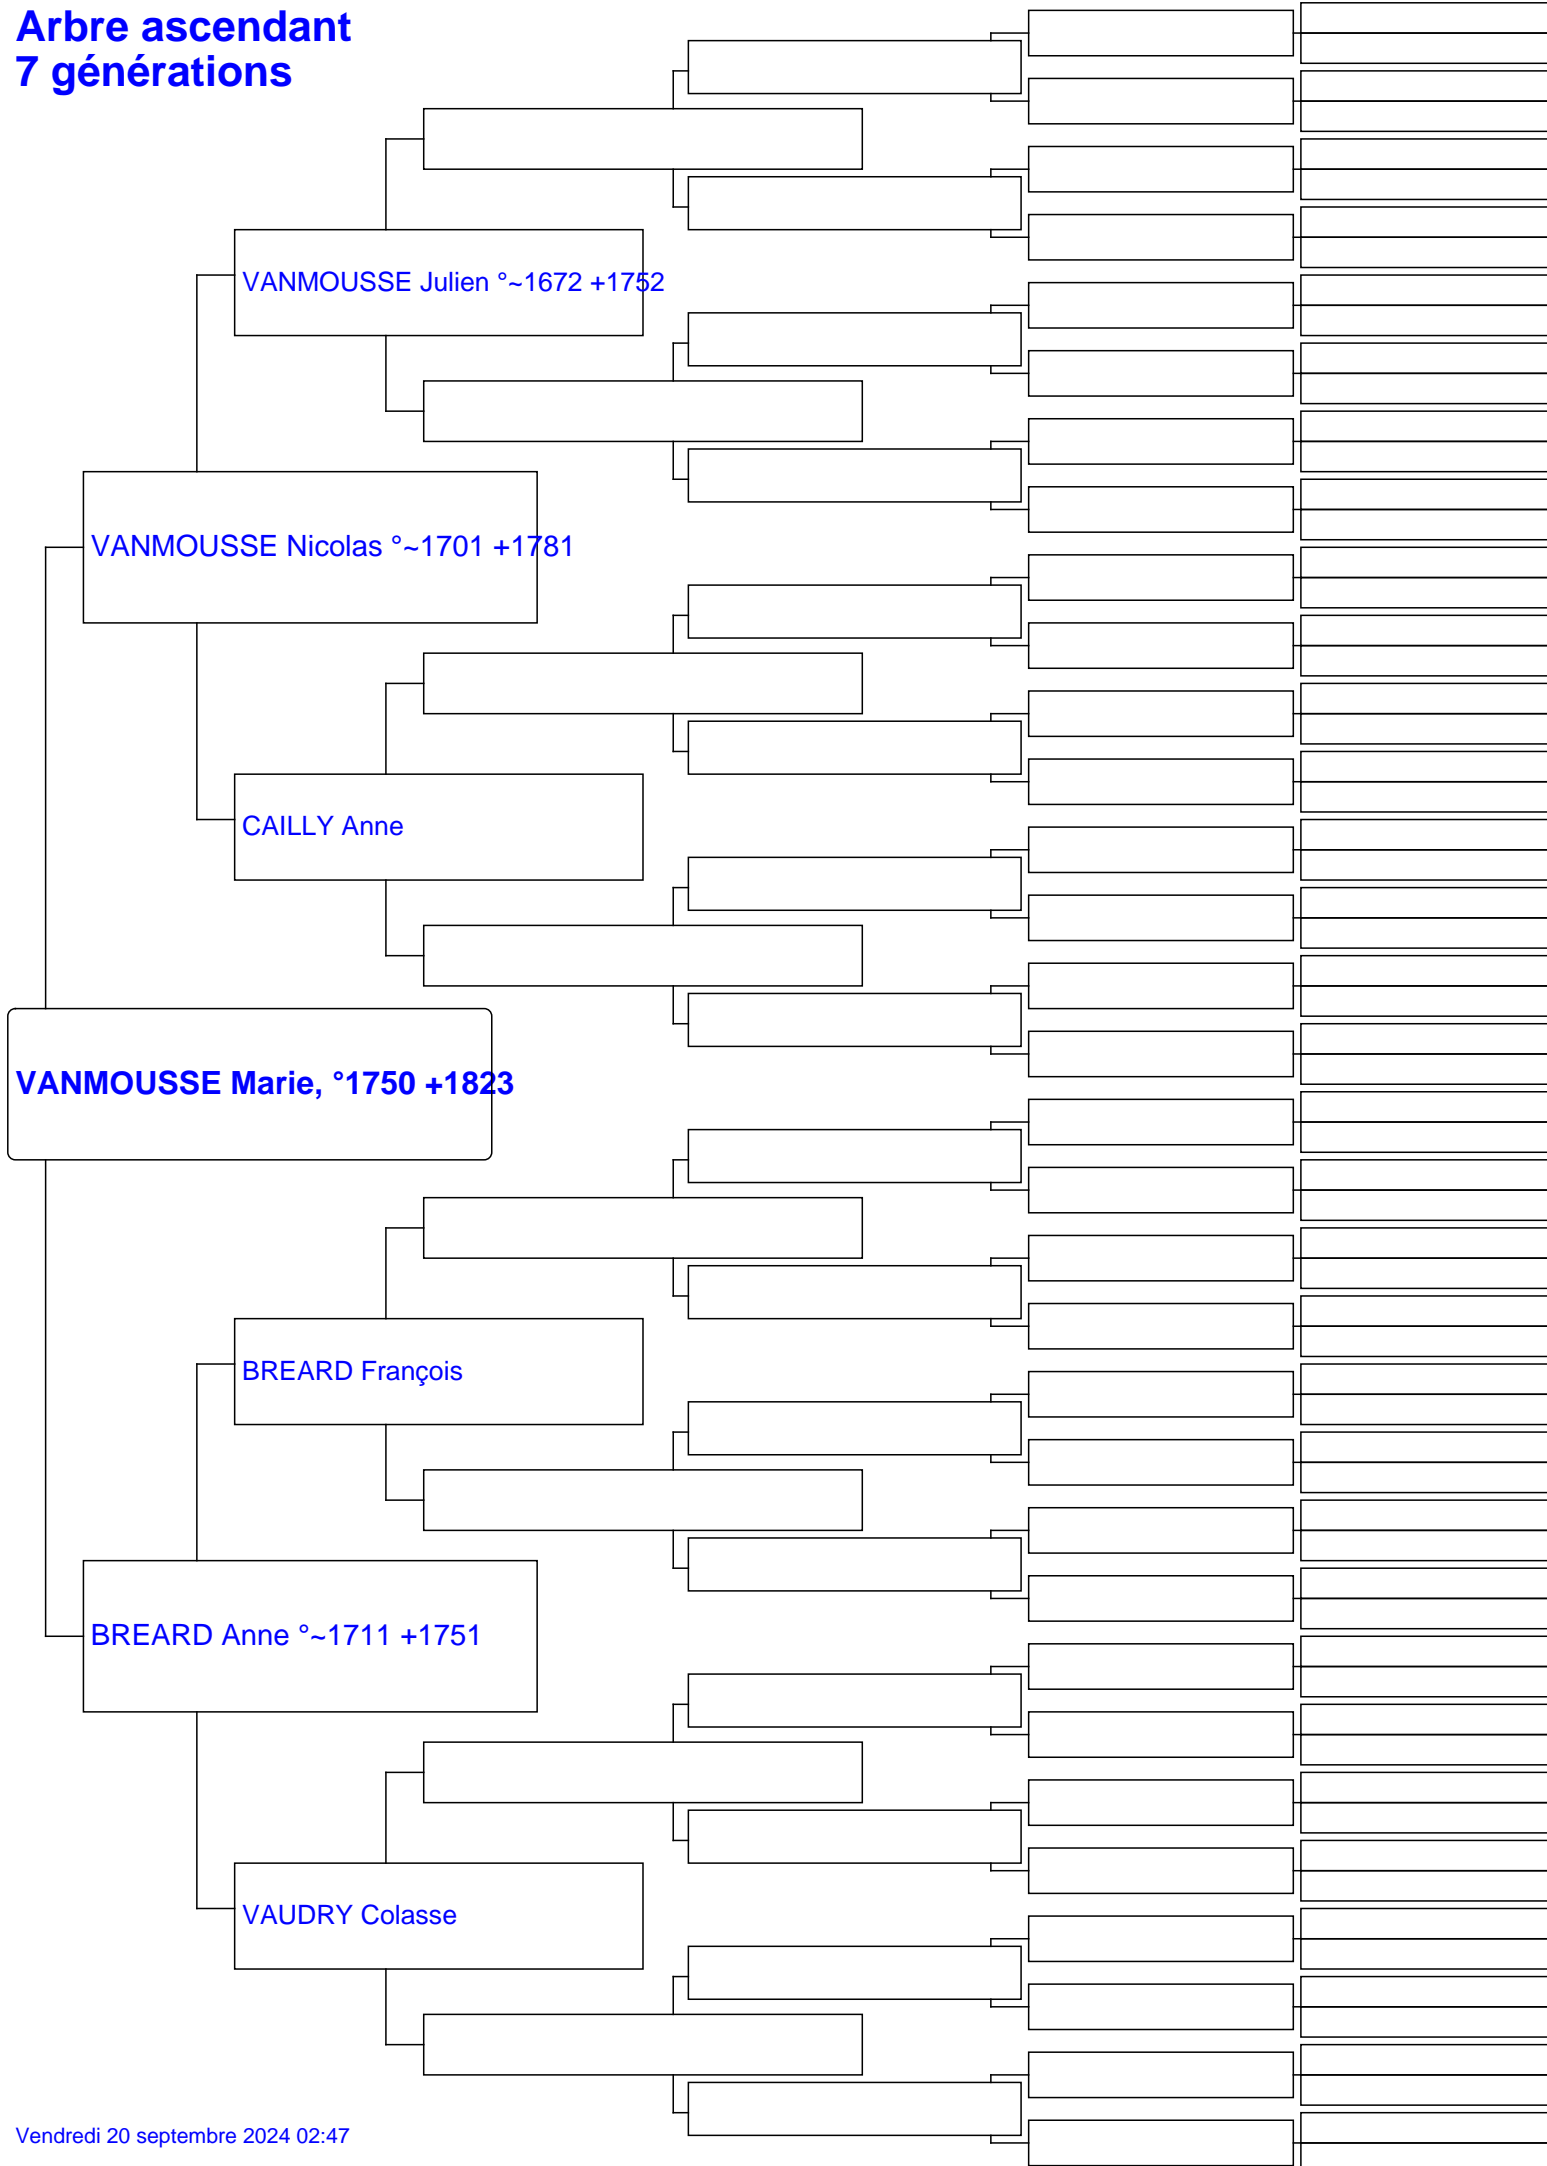 Arbre ascendant
7 générations
VANMOUSSE Julien °~1672 +1752
VANMOUSSE Nicolas °~1701 +1781
CAILLY Anne
VANMOUSSE Marie, °1750 +1823
BREARD François
BREARD Anne °~1711 +1751
VAUDRY Colasse
Vendredi 20 septembre 2024 02:47